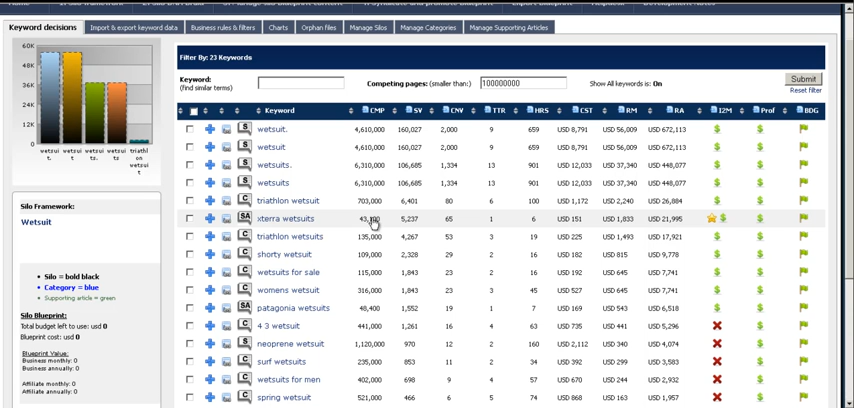 Keyword decisions Import & export keyword data Business rules & filters Charts Orphan files Manage Silos Manage Categories Manage Supporting Articles
60K
48K
36K
24K
12K
0
wetsui t. wetsui t wetsui ts. wetsui ts triathl on wetsui t
Silo Framework:
Wetsuit
• Silo = bold black
• Category = blue
• Supporting article = green
Silo Blueprint:
Total budget left to use: usd 0
Blueprint cost: usd 0
Blueprint Value:
Business monthly: 0
Business annually: 0
Affiliate monthly: 0
Affiliate annually: 0
Filter By: 23 Keywords
Keyword:
(find similar terms)
Competing pages: (smaller than:) 100000000
Show All keywords is: On
Submit
Reset filter
Keyword CMP SV CNV TTR HRS CST RM RA I2M Prof BDG
S wetsuit. 4,610,000 160,027 2,000 9 659 USD 8,791 USD 56,009 USD 672,113 $ $
S wetsuit 4,610,000 160,027 2,000 9 659 USD 8,791 USD 56,009 USD 672,113 $ $
S wetsuits. 6,310,000 106,685 1,334 13 901 USD 12,033 USD 37,340 USD 448,077 $ $
S wetsuits 6,310,000 106,685 1,334 13 901 USD 12,033 USD 37,340 USD 448,077 $ $
C triathlon wetsuit 703,000 6,401 80 6 100 USD 1,172 USD 2,240 USD 26,884 $ $
SA xterra wetsuits 5,237 65 1 6 USD 151 USD 1,833 USD 21,995 $ $
C triathlon wetsuits 135,000 4,267 53 3 19 USD 225 USD 1,493 USD 17,921 $ $
C shorty wetsuit 109,000 2,328 29 2 16 USD 182 USD 815 USD 9,778 $ $
C wetsuits for sale 115,000 1,843 23 2 16 USD 192 USD 645 USD 7,741 $ $
C womens wetsuit 316,000 1,843 23 3 45 USD 527 USD 645 USD 7,741 $ $
SA patagonia wetsuits 48,400 1,552 19 1 7 USD 169 USD 543 USD 6,518 $ $
C 4 3 wetsuit 441,000 1,261 16 4 63 USD 735 USD 441 USD 5,296 $
S neoprene wetsuit 1,120,000 970 12 2 160 USD 2,112 USD 340 USD 4,074 $
C surf wetsuits 235,000 853 11 2 34 USD 392 USD 299 USD 3,583 $
C wetsuits for men 402,000 698 9 4 57 USD 670 USD 244 USD 2,932 $
C spring wetsuit 521,000 466 6 5 74 USD 868 USD 163 USD 1,957 $